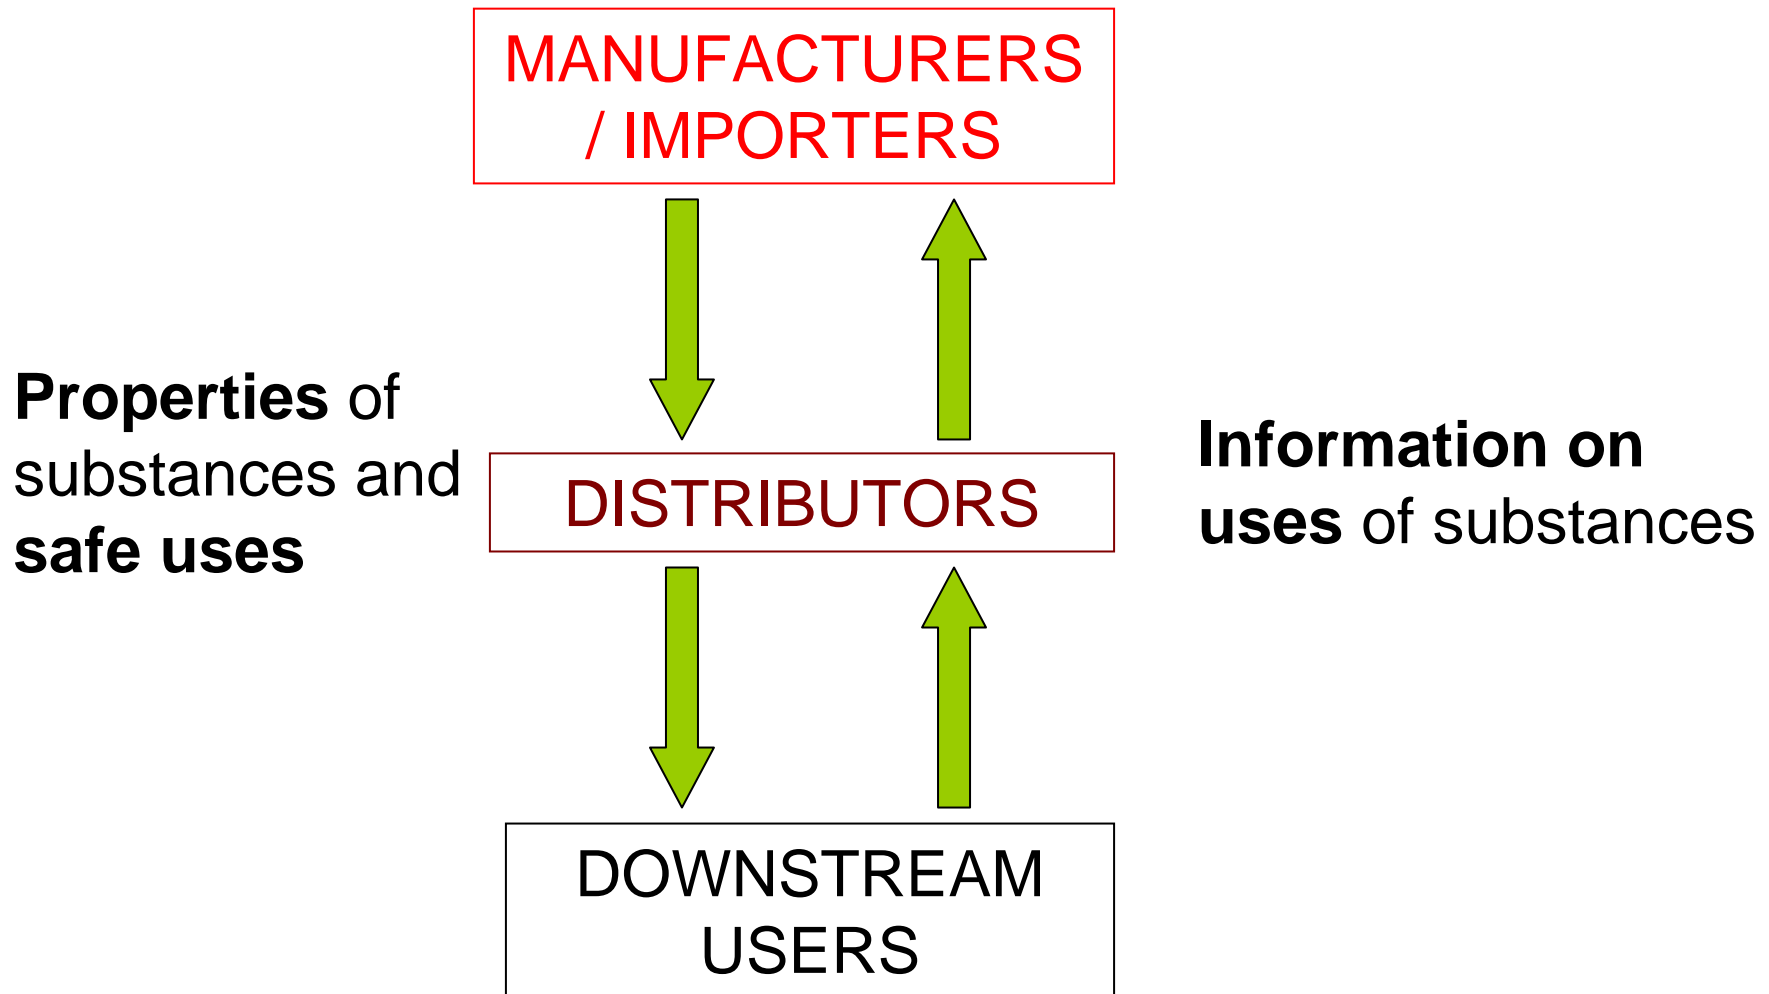 MANUFACTURERS
/ IMPORTERS
Properties of
substances and
safe uses
DISTRIBUTORS
Information on
uses of substances
DOWNSTREAM
USERS